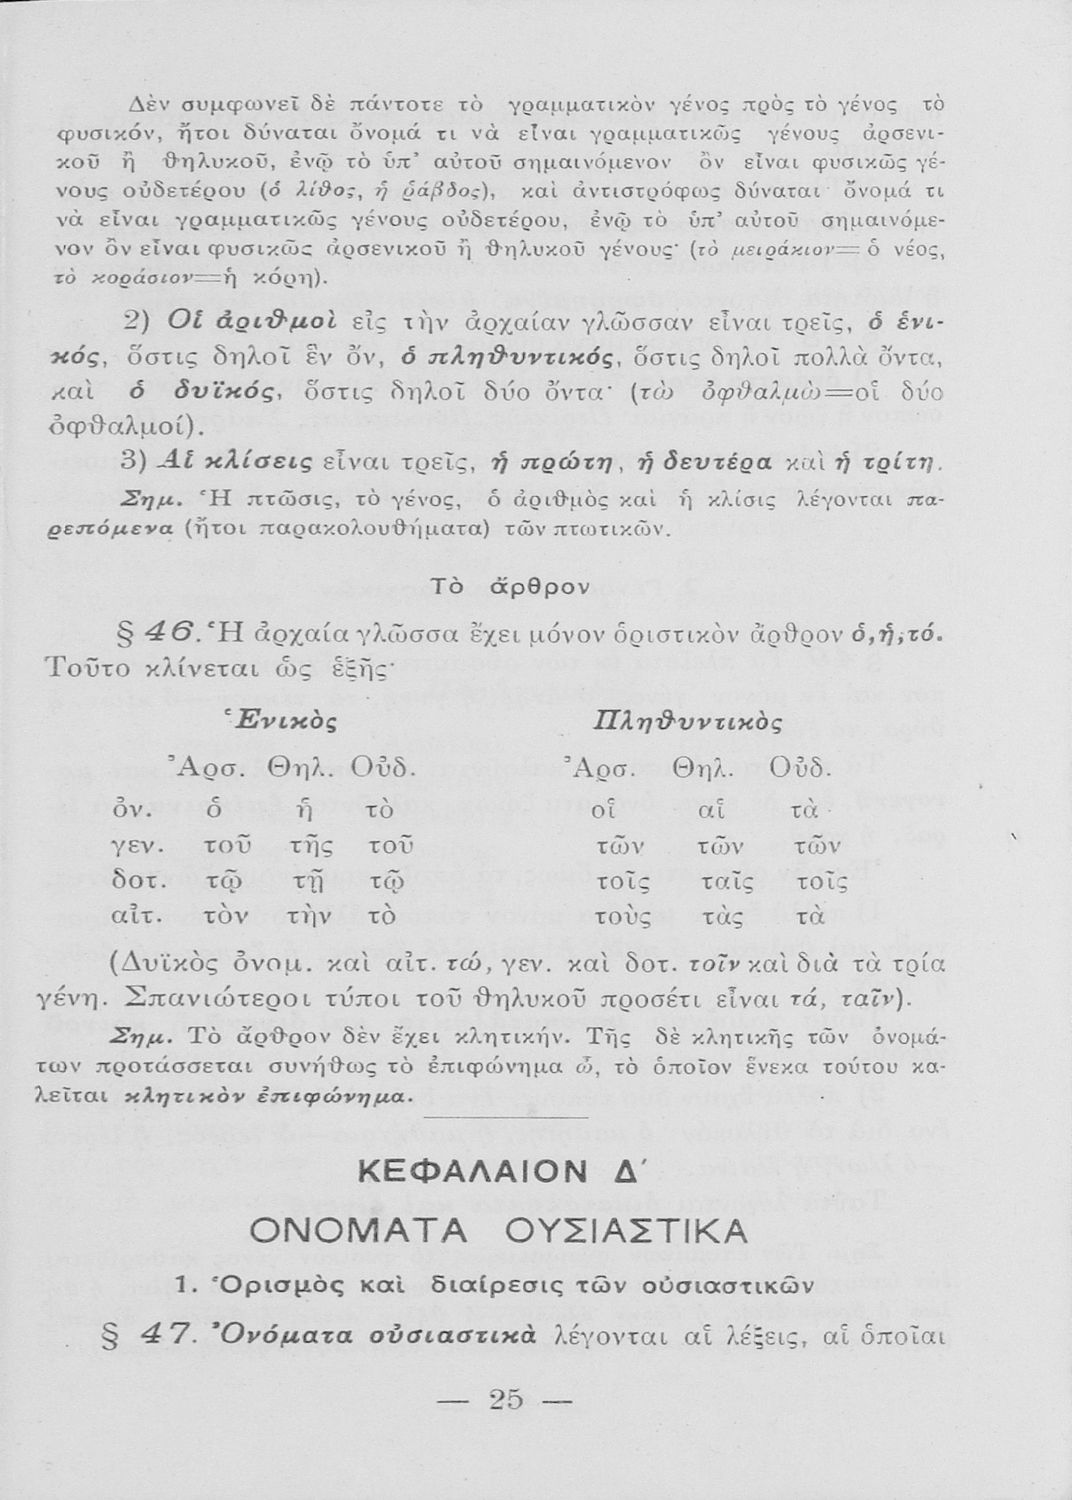 Δὲν συμφωνεῖ δὲ πάντοτε τὸ γραμματικὸν γένος πρὸς τὸ γένος τὸ
φυσικόν, ἤτοι δύναται ὄνομά τι νὰ εἶναι γραμματικῶς γένους ἀρσενι-
κοῦ ἢ θηλυκοῦ, ἐνῷ τὸ ὑπ' αὐτοῦ σημαινόμενον ὂν εἶναι φυσικῶς γέ-
νους οὐδετέρου (ὁ λίθος, ἡ ῥάβδος), καὶ ἀντιστρόφως δύναται ὄνομά τι
νὰ εἶναι γραμματικῶς γένους οὐδετέρου, ἐνῷ τὸ ὑπ' αὐτοῦ σημαινόμε-
νον ὂν εἶναι φυσικῶς ἀρσενικοῦ ἢ θηλυκοῦ γένους· (τὸ μειράκιον=ὁ νέος,
τὸ κοράσιον=ἡ κόρη).
2) Οἱ ἀριθμοὶ εἰς τὴν ἀρχαίαν γλῶσσαν εἶναι τρεῖς, ὁ ἑνι-
κός, ὅστις δηλοῖ ἓν ὄν, ὁ πληθυντικός, ὅστις δηλοῖ πολλὰ ὄντα,
καὶ ὁ δυϊκός, ὅστις δηλοῖ δύο ὄντα· (τὼ ὀφθαλμὼ=οἱ δύο
ὀφθαλμοί).
3) Αἱ κλίσεις εἶναι τρεῖς, ἡ πρώτη, ἡ δευτέρα καὶ ἡ τρίτη.
Σημ. Ἡ πτῶσις, τὸ γένος, ὁ ἀριθμὸς καὶ ἡ κλίσις λέγονται πα-
ρεπόμενα (ἤτοι παρακολουθήματα) τῶν πτωτικῶν.
Τὸ ἄρθρον
§ 46. Ἡ ἀρχαία γλῶσσα ἔχει μόνον ὁριστικὸν ἄρθρον ὁ, ἡ, τό.
Τοῦτο κλίνεται ὡς ἑξῆς·
Ἑνικὸς Πληθυντικὸς
Ἀρσ. Θηλ. Οὐδ. Ἀρσ. Θηλ. Οὐδ.
ὀν. ὁ ἡ τὸ οἱ αἱ τὰ
γεν. τοῦ τῆς τοῦ τῶν τῶν τῶν
δοτ. τῷ τῇ τῷ τοῖς ταῖς τοῖς
αἰτ. τὸν τὴν τὸ τοὺς τὰς τὰ
(Δυϊκὸς ὀνομ. καὶ αἰτ. τώ, γεν. καὶ δοτ. τοῖν καὶ διὰ τὰ τρία
γένη. Σπανιώτεροι τύποι τοῦ θηλυκοῦ προσέτι εἶναι τά, ταῖν).
Σημ. Τὸ ἄρθρον δὲν ἔχει κλητικήν. Τῆς δὲ κλητικῆς τῶν ὀνομά-
των προτάσσεται συνήθως τὸ ἐπιφώνημα ὦ, τὸ ὁποῖον ἕνεκα τούτου κα-
λεῖται κλητικὸν ἐπιφώνημα.
ΚΕΦΑΛΑΙΟΝ Δ΄
ΟΝΟΜΑΤΑ ΟΥΣΙΑΣΤΙΚΑ
1. Ὁρισμὸς καὶ διαίρεσις τῶν οὐσιαστικῶν
§ 47. Ὀνόματα οὐσιαστικὰ λέγονται αἱ λέξεις, αἱ ὁποῖαι
— 25 —